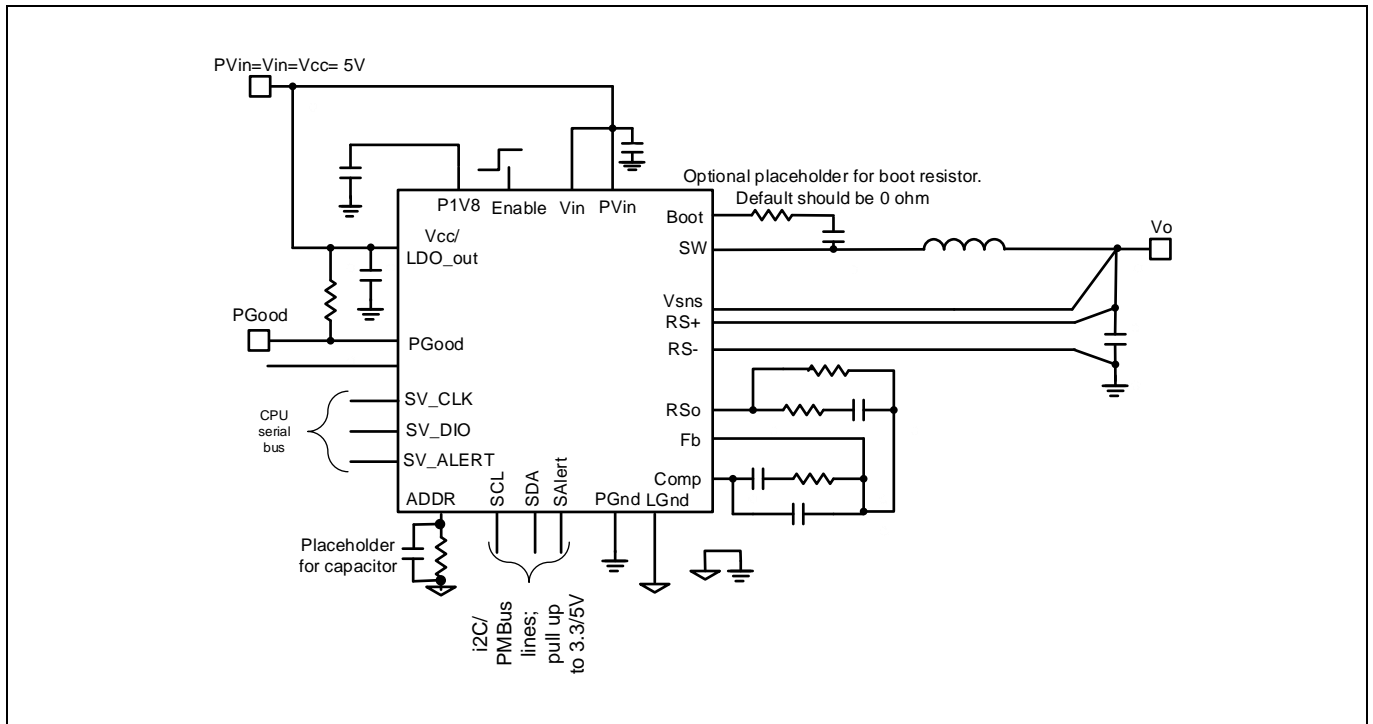 PVin=Vin=Vcc= 5V
Optional placeholder for boot resistor.
Default should be 0 ohm
P1V8
Enable
Vin
PVin
Boot
Vcc/
LDO_out
SW
Vo
Vsns
RS+
PGood
PGood
RS-
SV_CLK
RSo
CPU
serial
bus
SV_DIO
Fb
SV_ALERT
Comp
ADDR
SCL
SDA
SAlert
PGnd
LGnd
Placeholder
for capacitor
i2C/
PMBus
lines;
pull up
to 3.3/5V